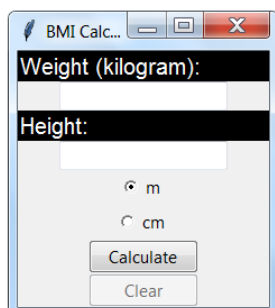 BMI Calc...
Weight (kilogram):
Height:
m
cm
Calculate
Clear